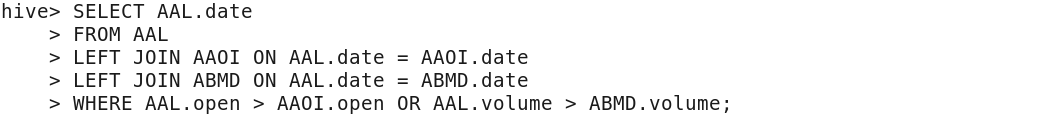 hive> SELECT AAL.date
    > FROM AAL
    > LEFT JOIN AAOI ON AAL.date = AAOI.date
    > LEFT JOIN ABMD ON AAL.date = ABMD.date
    > WHERE AAL.open > AAOI.open OR AAL.volume > ABMD.volume;